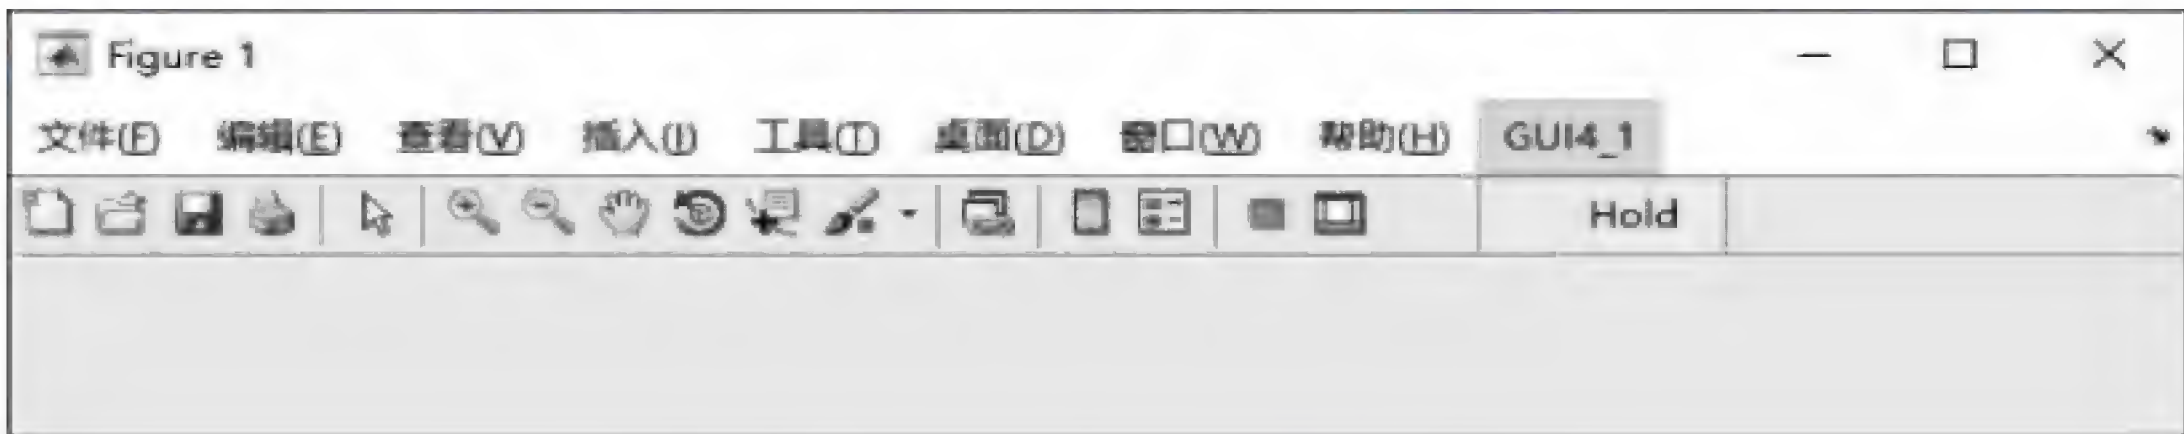 Figure 1
文件(F) 编辑(E) 查看(V) 插入(I) 工具(T) 桌面(D) 窗口(W) 帮助(H) GUI4_1
Hold